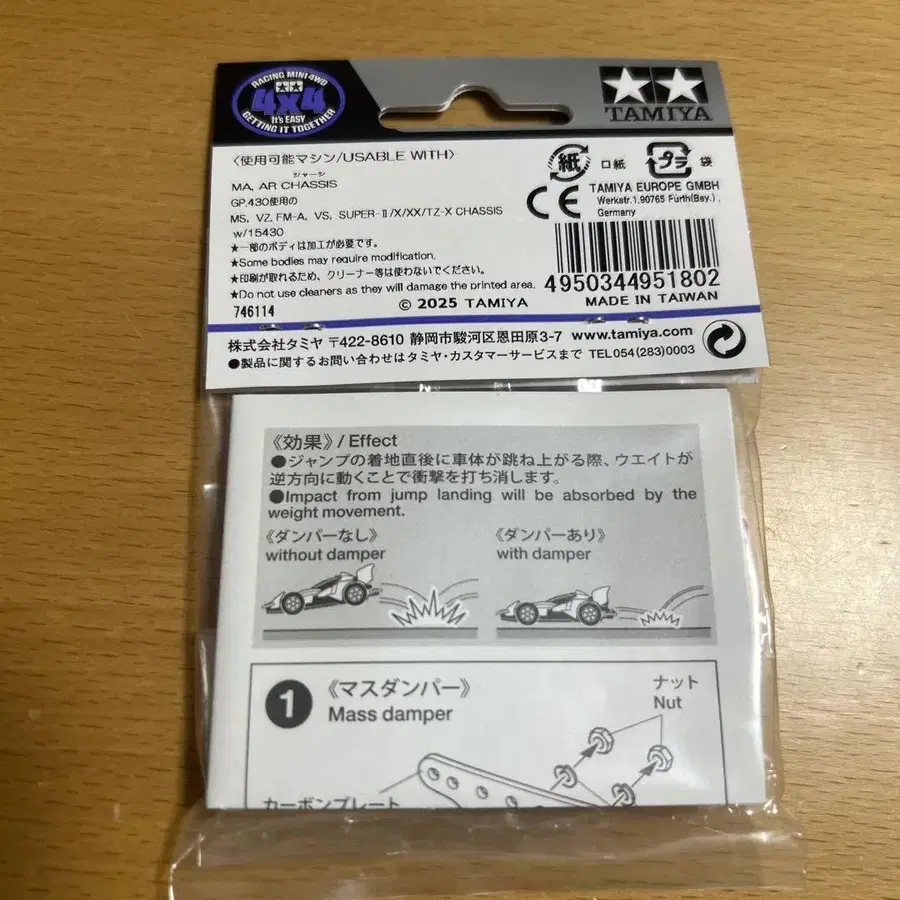 RACING MINI 4WD
4x4
It's EASY
GETTING IT TOGETHER
TAMIYA
〈使用可能マシン/USABLE WITH〉
シャーシ
MA, AR CHASSIS
GP.430使用の
MS, VZ, FM-A, VS, SUPER-II/X/XX/TZ-X CHASSIS
w/15430
★一部のボディは加工が必要です。
★Some bodies may require modification.
★印刷が取れるため、クリーナー等は使わないでください。
★Do not use cleaners as they will damage the printed area.
746114
© 2025 TAMIYA
紙 口紙
プラ 袋
CE
TAMIYA EUROPE GMBH
Werkstr.1,90765 Fürth(Bay.),
Germany
4950344951802
MADE IN TAIWAN
株式会社タミヤ 〒422-8610 静岡市駿河区恩田原3-7 www.tamiya.com
●製品に関するお問い合わせはタミヤ・カスタマーサービスまで TEL054(283)0003
《効果》/ Effect
●ジャンプの着地直後に車体が跳ね上がる際、ウエイトが
逆方向に動くことで衝撃を打ち消します。
●Impact from jump landing will be absorbed by the
weight movement.
《ダンパーなし》
without damper
《ダンパーあり》
with damper
1
《マスダンパー》
Mass damper
ナット
Nut
カーボンプレート